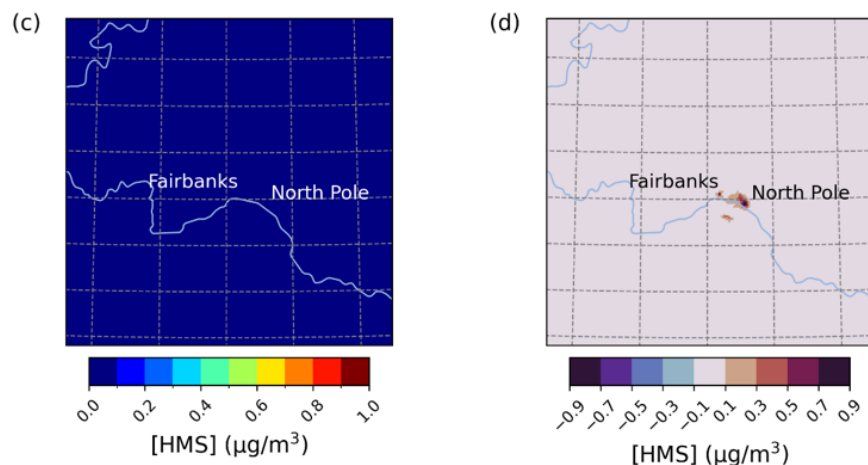 (c)
(d)
Fairbanks
North Pole
Fairbanks
North Pole
0.0 0.2 0.4 0.6 0.8 1.0
−0.9 −0.7 −0.5 −0.3 −0.1 0.1 0.3 0.5 0.7 0.9
[HMS] (μg/m³)
[HMS] (μg/m³)